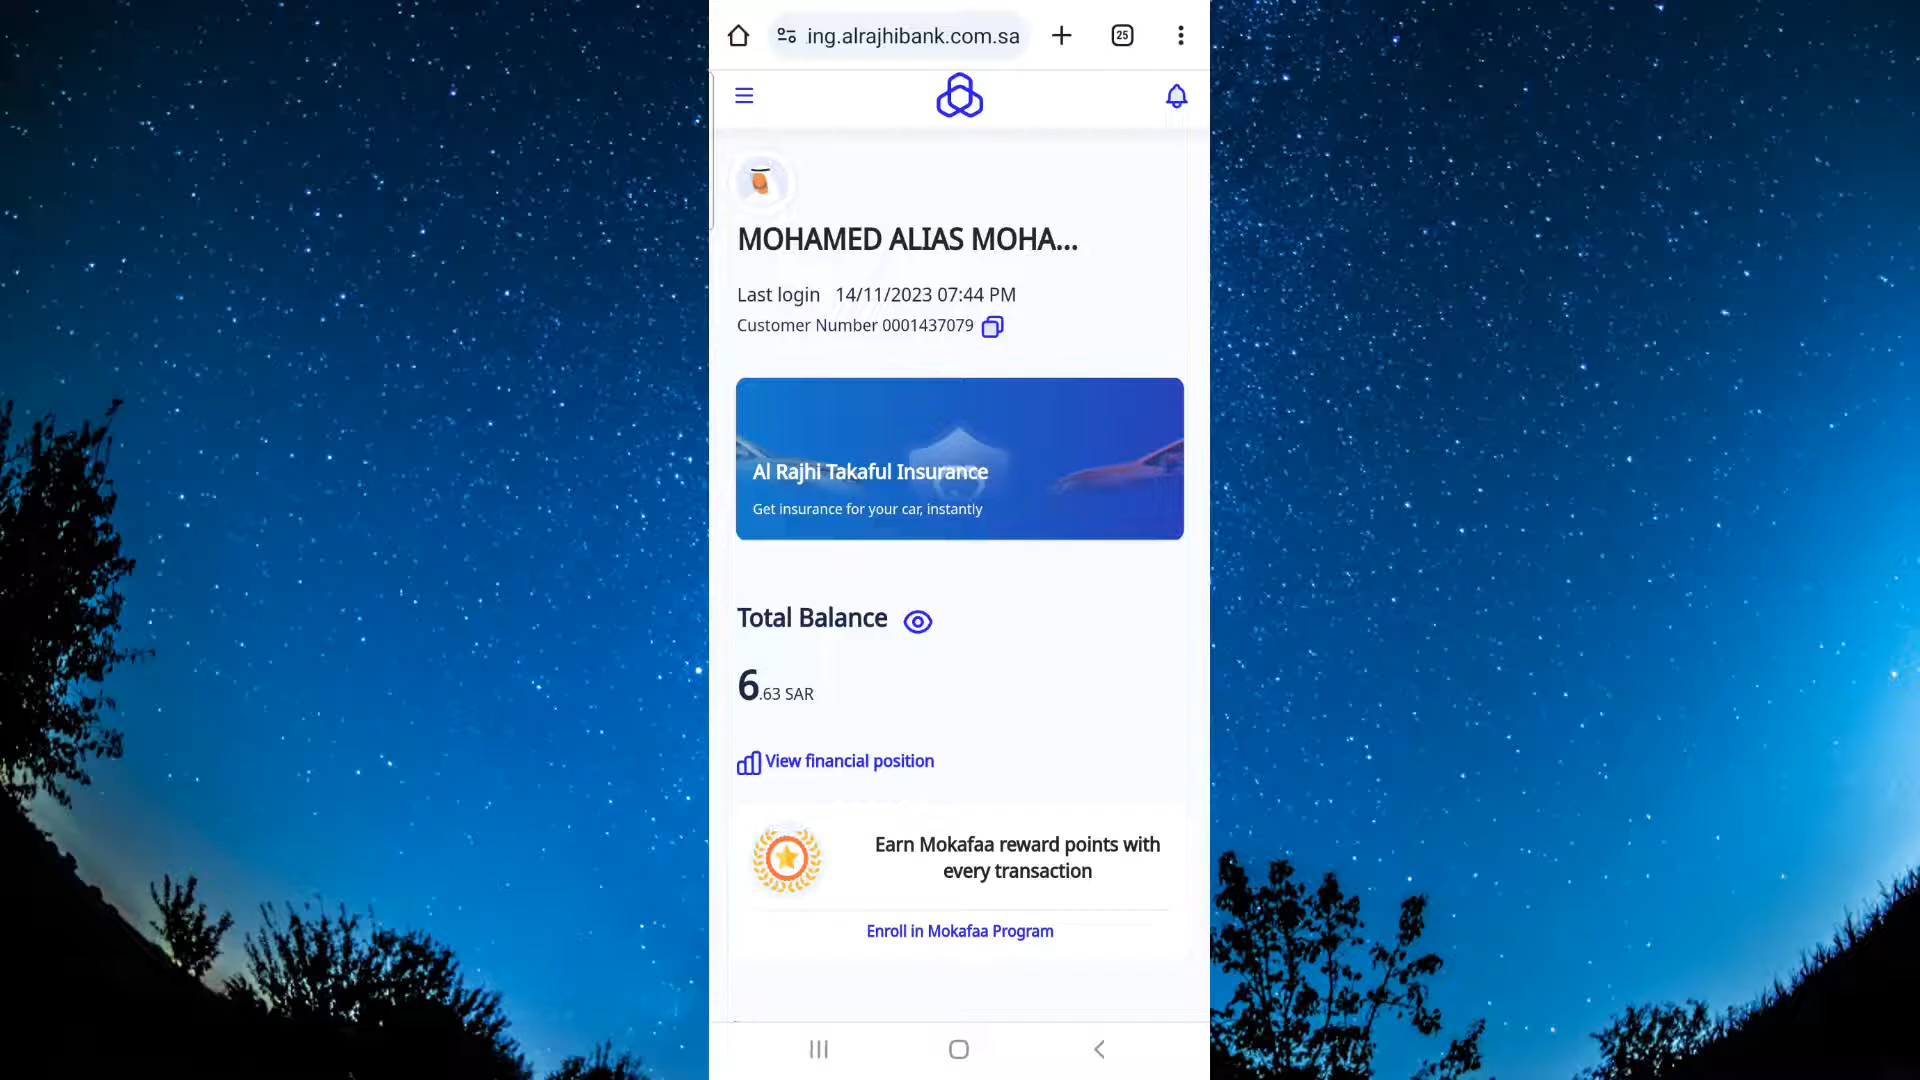 ing.alrajhibank.com.sa
25
MOHAMED ALIAS MOHA...
Last login 14/11/2023 07:44 PM
Customer Number 0001437079
Al Rajhi Takaful Insurance
Get insurance for your car, instantly
Total Balance
6.63 SAR
View financial position
Earn Mokafaa reward points with
every transaction
Enroll in Mokafaa Program